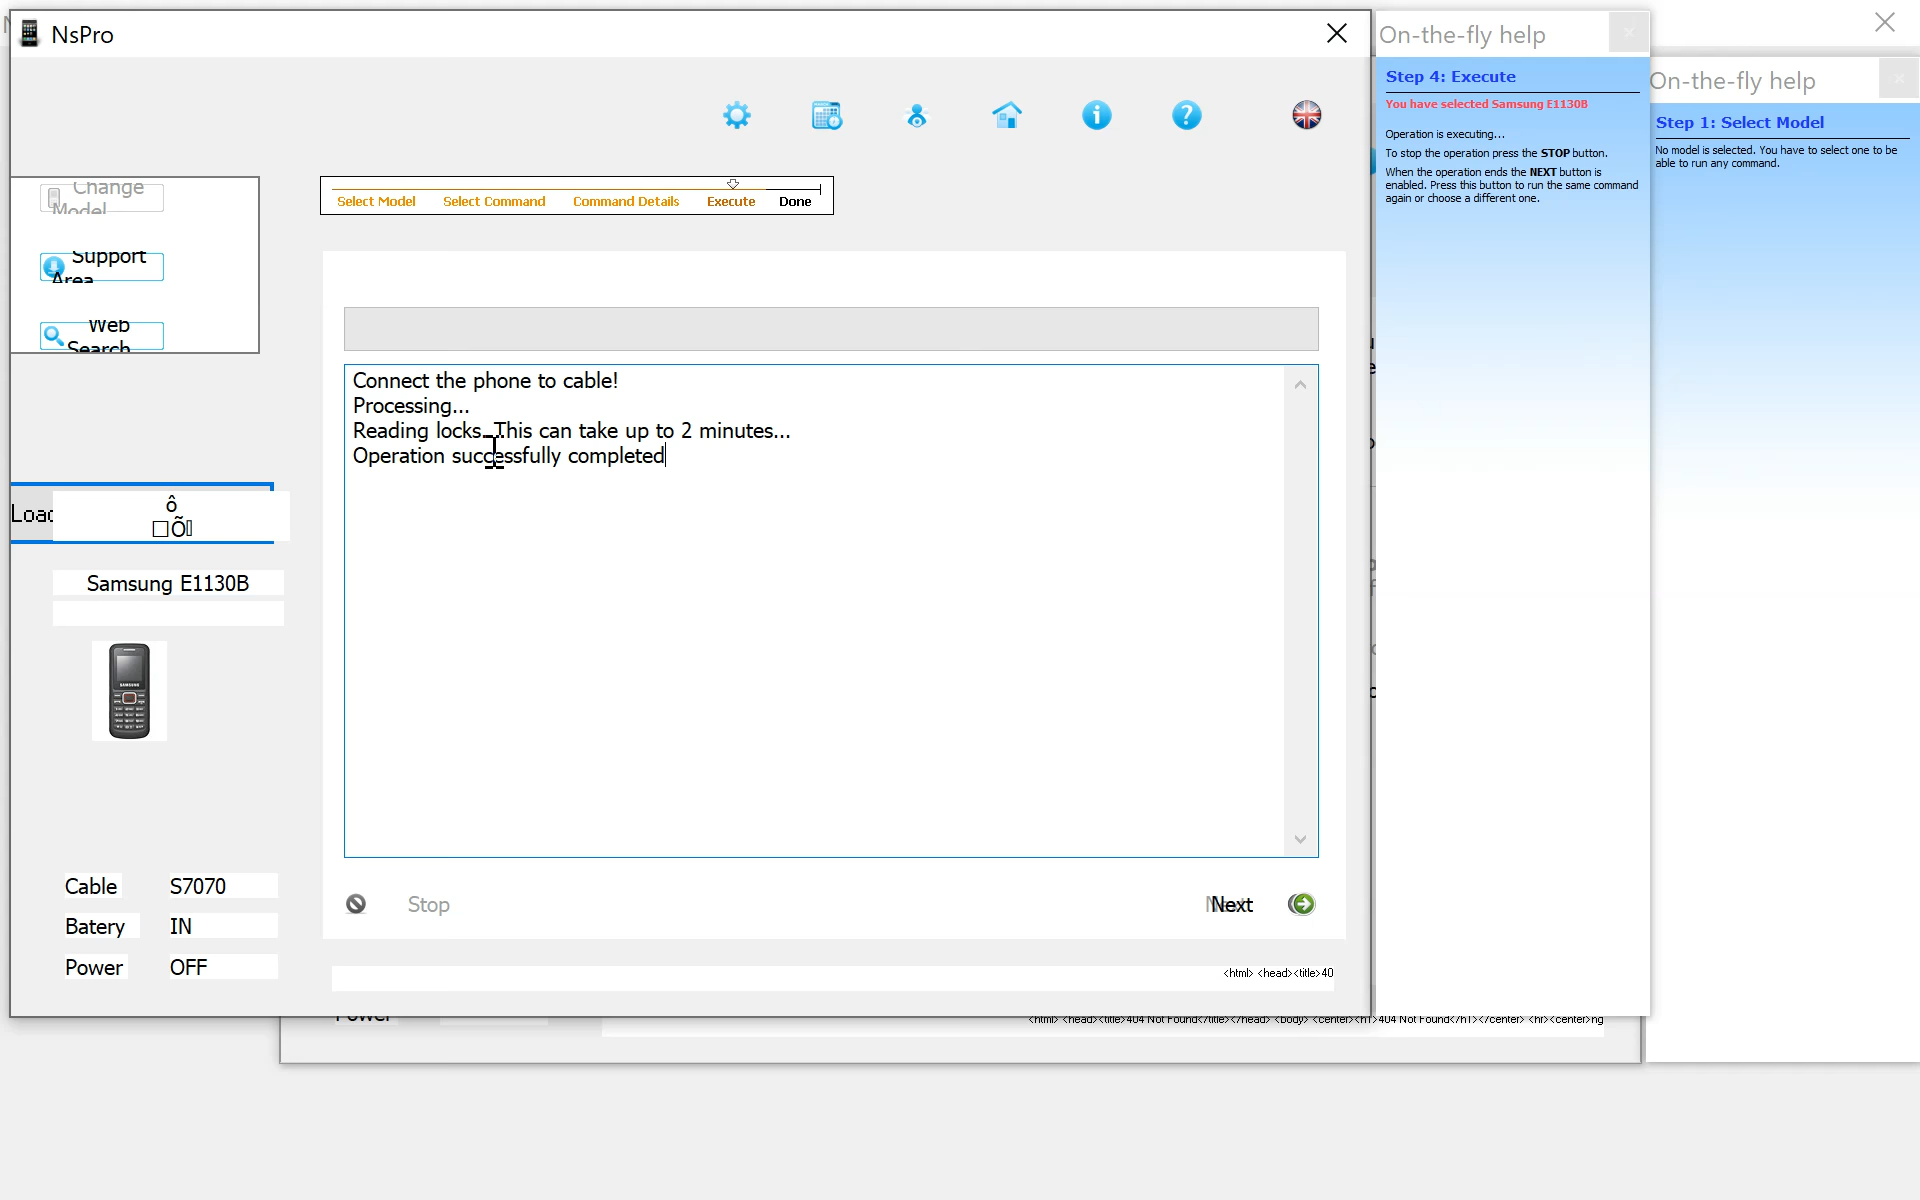 NsPro
On-the-fly help
On-the-fly help
Step 4: Execute
You have selected Samsung E1130B
Operation is executing...
To stop the operation press the STOP button.
When the operation ends the NEXT button is
enabled. Press this button to run the same command
again or choose a different one.
Step 1: Select Model
No model is selected. You have to select one to be
able to run any command.
Change
Model
Support
Area
Web
Search
Select Model
Select Command
Command Details
Execute
Done
Connect the phone to cable!
Processing...
Reading locks...This can take up to 2 minutes...
Operation successfully completed
ô
□Õ
Samsung E1130B
SAMSUNG
Cable S7070
Batery IN
Power OFF
Stop
Next
<html> <head><title>40
Power
<html> <head><title>404 Not Found</title></head> <body> <center><h1>404 Not Found</h1></center> <hr><center>ng